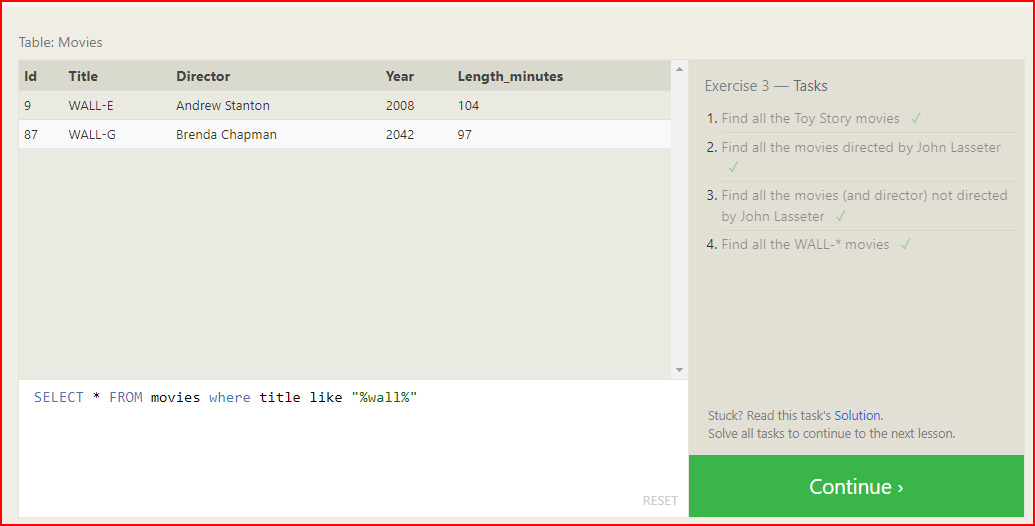 Table: Movies
Id Title Director Year Length_minutes
9 WALL-E Andrew Stanton 2008 104
87 WALL-G Brenda Chapman 2042 97
SELECT * FROM movies where title like "%wall%"
RESET
Exercise 3 — Tasks
1. Find all the Toy Story movies ✓
2. Find all the movies directed by John Lasseter
✓
3. Find all the movies (and director) not directed
by John Lasseter ✓
4. Find all the WALL-* movies ✓
Stuck? Read this task's Solution.
Solve all tasks to continue to the next lesson.
Continue ›